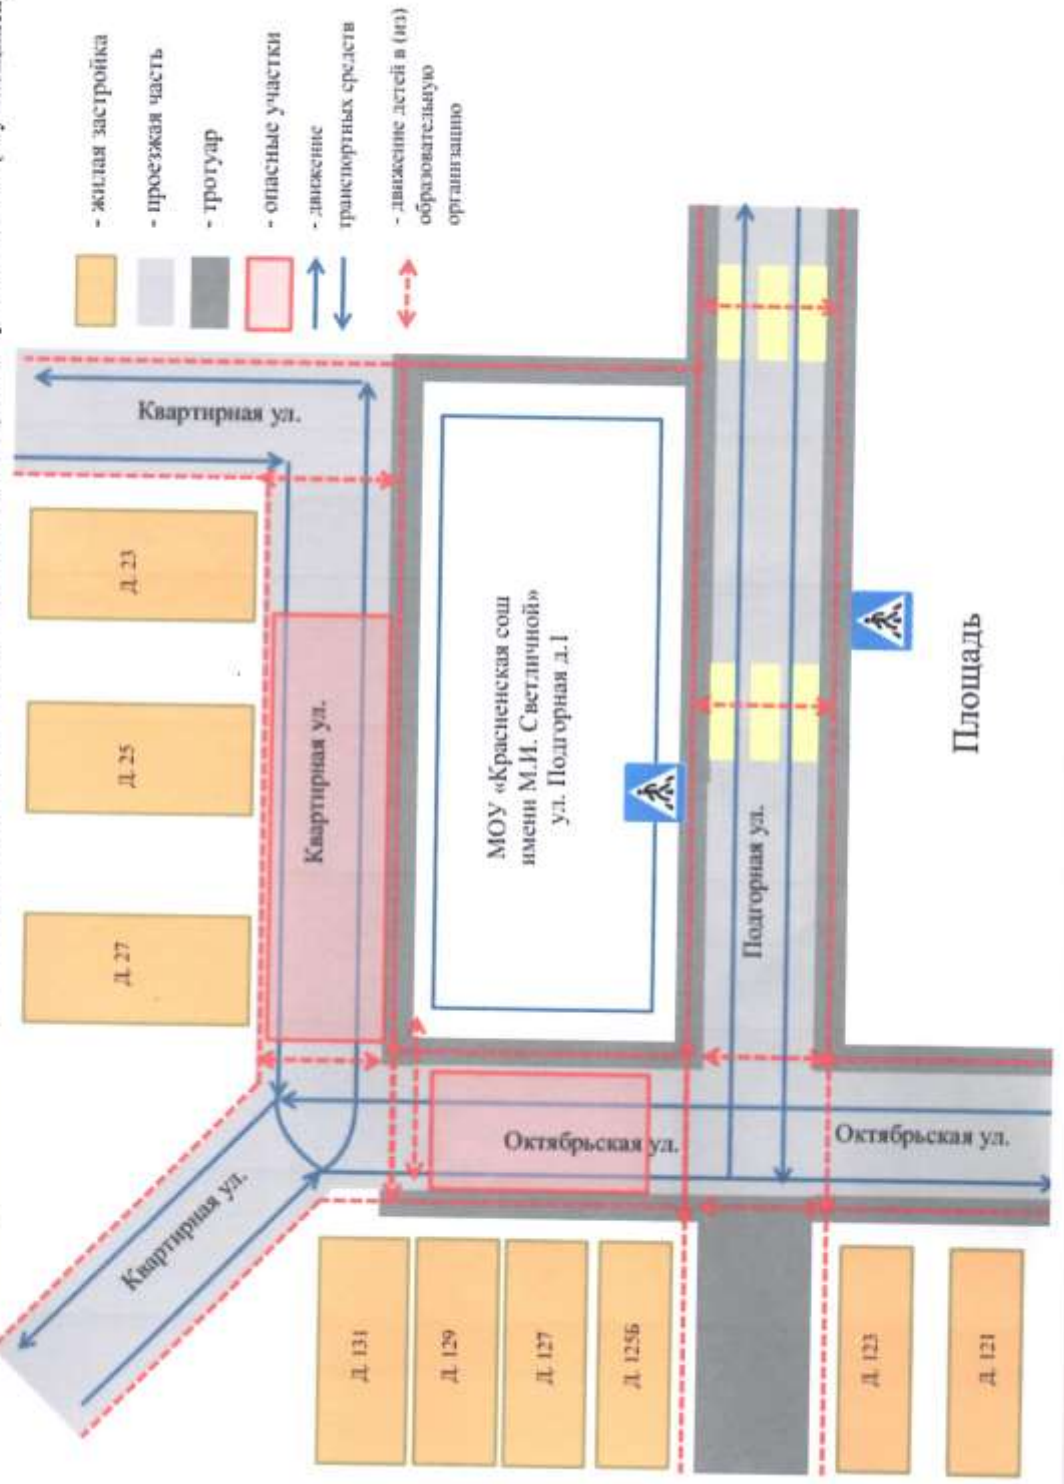 - жилая застройка
- проезжая часть
- тротуар
- опасные участки
- движение
транспортных средств
- движение детей в (из)
образовательную
организацию
Квартирная ул.
Д. 23
Д. 25
Д. 27
Квартирная ул.
Квартирная ул.
МОУ «Красненская сош
имени М.И. Светличной»
ул. Подгорная д.1
Подгорная ул.
Площадь
Октябрьская ул.
Октябрьская ул.
Д. 131
Д. 129
Д. 127
Д. 125Б
Д. 123
Д. 121